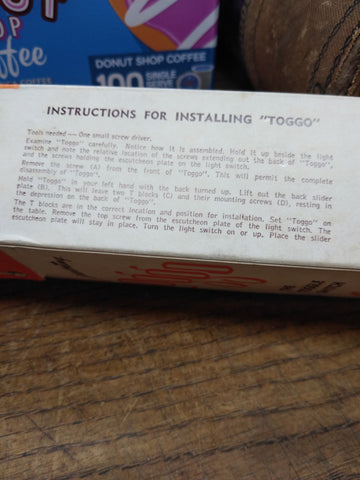 DONUT SHOP COFFEE
100 SINGLE SERVE
INSTRUCTIONS FOR INSTALLING "TOGGO"
Tools needed—One small screw driver.
Examine "Toggo" carefully. Notice how it is assembled. Hold it up beside the light
switch and note the relative location of the screws extending out the back of "Toggo",
and the screws holding the escutcheon plate on the light switch.
Remove the screw (A) from the front of "Toggo". This will permit the complete
disassembly of "Toggo".
Hold "Toggo" in your left hand with the back turned up. Lift out the back slider
plate (B). This will leave two T blocks (C) and their mounting screws (D), resting in
the depression on the back of "Toggo".
The T blocks are in the correct location and position for installation. Set "Toggo" on
the table. Remove the top screw from the escutcheon plate of the light switch. The
escutcheon plate will stay in place. Turn the light switch on or up. Place the slider